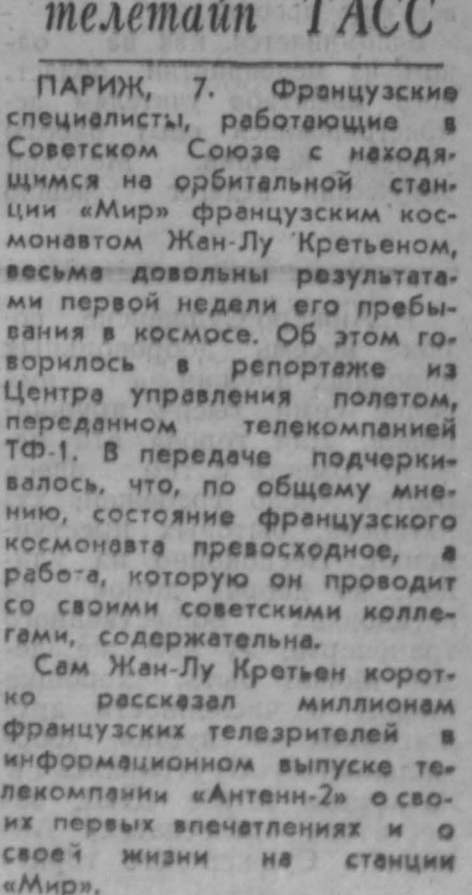 телетайп ТАСС
ПАРИЖ, 7. Французские
специалисты, работающие в
Советском Союзе с находя-
щимся на орбитальной стан-
ции «Мир» французским кос-
монавтом Жан-Лу Кретьеном,
весьма довольны результата-
ми первой недели его пребы-
вания в космосе. Об этом го-
ворилось в репортаже из
Центра управления полетом,
переданном телекомпанией
ТФ-1. В передаче подчерки-
валось, что, по общему мне-
нию, состояние французского
космонавта превосходное, а
работа, которую он проводит
со своими советскими колле-
гами, содержательна.
Сам Жан-Лу Кретьен корот-
ко рассказал миллионам
французских телезрителей в
информационном выпуске те-
лекомпании «Антенн-2» о сво-
их первых впечатлениях и о
своей жизни на станции
«Мир».